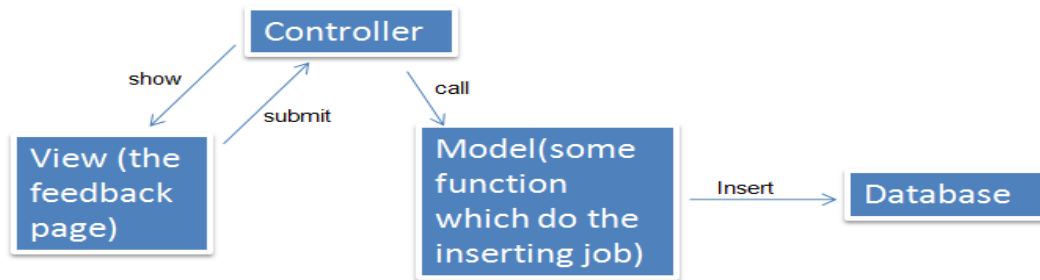 Controller
show
call
submit
View (the
feedback
page)
Model(some
function
which do the
inserting job)
Insert
Database